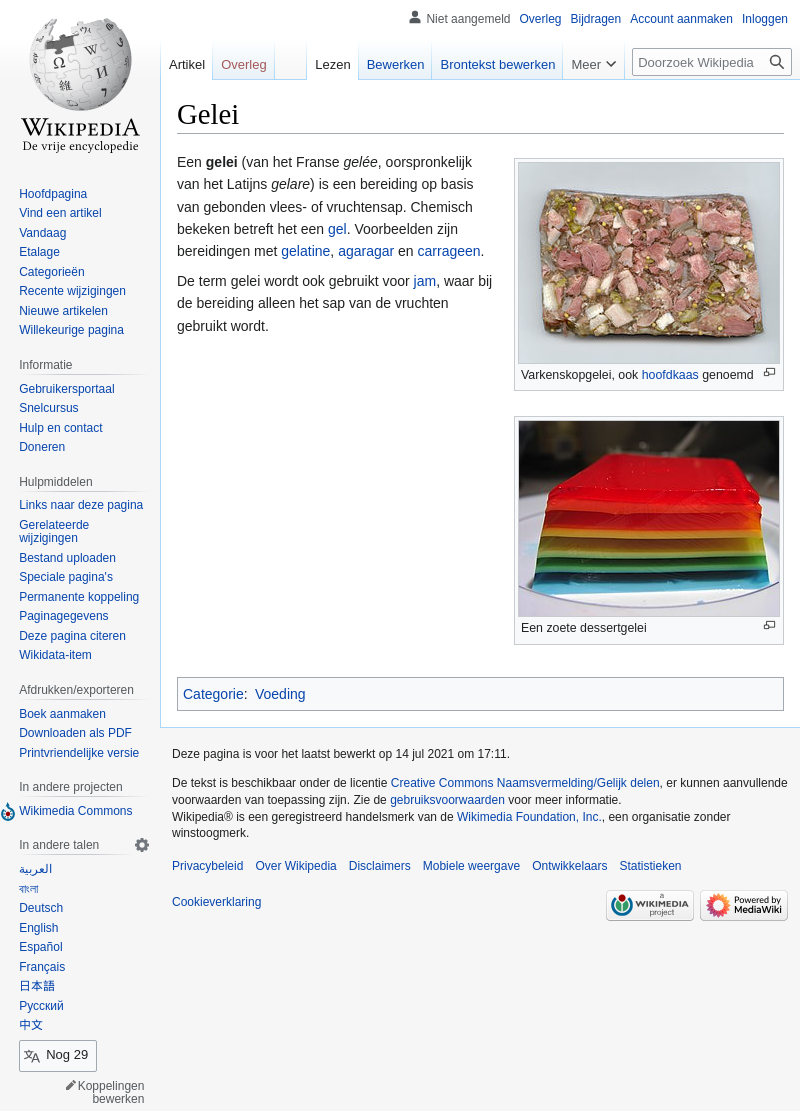 Niet aangemeld Overleg Bijdragen Account aanmaken Inloggen
Artikel Overleg Lezen Bewerken Brontekst bewerken Meer Doorzoek Wikipedia
WIKIPEDIA
De vrije encyclopedie
Hoofdpagina
Vind een artikel
Vandaag
Etalage
Categorieën
Recente wijzigingen
Nieuwe artikelen
Willekeurige pagina
Informatie
Gebruikersportaal
Snelcursus
Hulp en contact
Doneren
Hulpmiddelen
Links naar deze pagina
Gerelateerde
wijzigingen
Bestand uploaden
Speciale pagina's
Permanente koppeling
Paginagegevens
Deze pagina citeren
Wikidata-item
Afdrukken/exporteren
Boek aanmaken
Downloaden als PDF
Printvriendelijke versie
In andere projecten
Wikimedia Commons
In andere talen
العربية
বাংলা
Deutsch
English
Español
Français
日本語
Русский
中文
Nog 29
Koppelingen
bewerken
Gelei
Een gelei (van het Franse gelée, oorspronkelijk
van het Latijns gelare) is een bereiding op basis
van gebonden vlees- of vruchtensap. Chemisch
bekeken betreft het een gel. Voorbeelden zijn
bereidingen met gelatine, agaragar en carrageen.
De term gelei wordt ook gebruikt voor jam, waar bij
de bereiding alleen het sap van de vruchten
gebruikt wordt.
Varkenskopgelei, ook hoofdkaas genoemd
Een zoete dessertgelei
Categorie: Voeding
Deze pagina is voor het laatst bewerkt op 14 jul 2021 om 17:11.
De tekst is beschikbaar onder de licentie Creative Commons Naamsvermelding/Gelijk delen, er kunnen aanvullende
voorwaarden van toepassing zijn. Zie de gebruiksvoorwaarden voor meer informatie.
Wikipedia® is een geregistreerd handelsmerk van de Wikimedia Foundation, Inc., een organisatie zonder
winstoogmerk.
Privacybeleid Over Wikipedia Disclaimers Mobiele weergave Ontwikkelaars Statistieken
Cookieverklaring
a
WIKIMEDIA
project
Powered by
MediaWiki